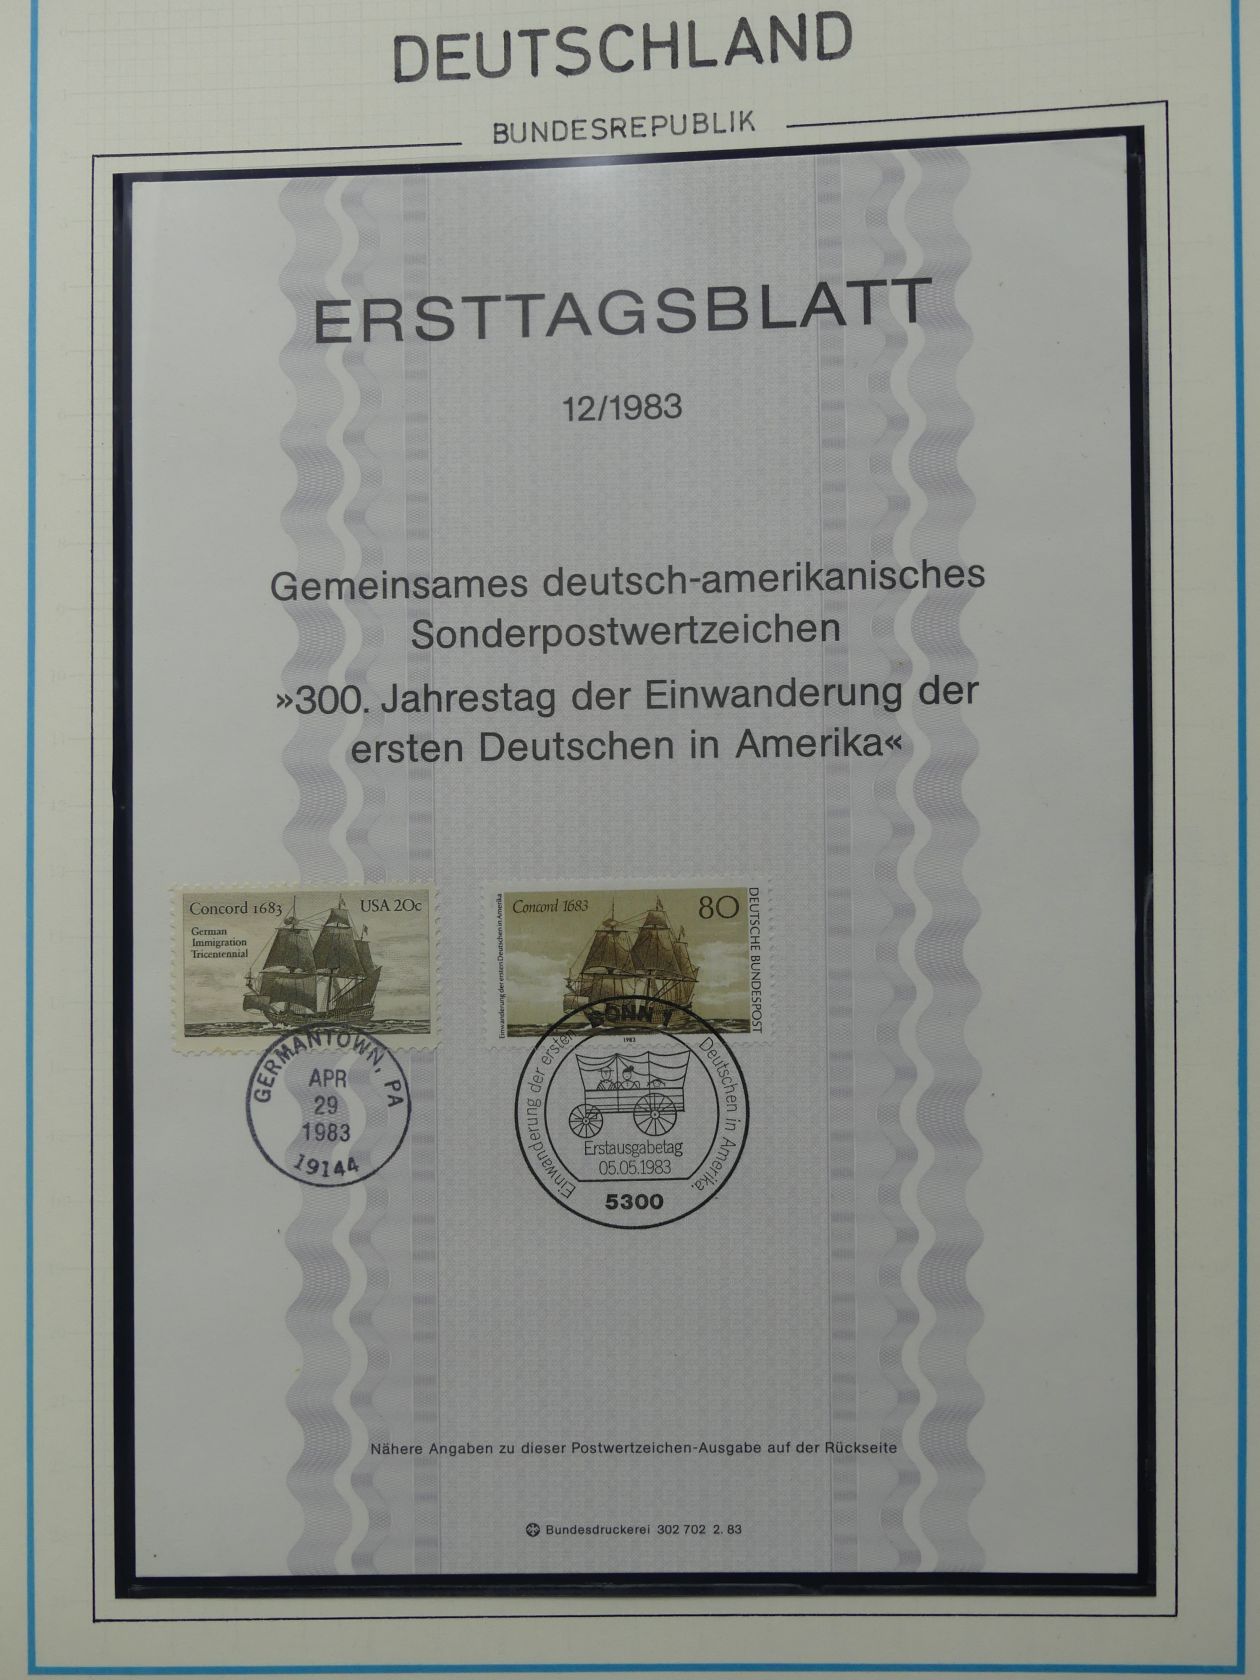 DEUTSCHLAND
BUNDESREPUBLIK
ERSTTAGSBLATT
12/1983
Gemeinsames deutsch-amerikanisches
Sonderpostwertzeichen
»300. Jahrestag der Einwanderung der
ersten Deutschen in Amerika«
Concord 1683
USA 20c
German
Immigration
Tricentennial
GERMANTOWN, PA
APR
29
1983
19144
Einwanderung der ersten Deutschen in Amerika
Concord 1683
80
DEUTSCHE BUNDESPOST
1983
BONN 1
Einwanderung der ersten Deutschen in Amerika.
Erstausgabetag
05.05.1983
5300
Nähere Angaben zu dieser Postwertzeichen-Ausgabe auf der Rückseite
Bundesdruckerei 302 702 2. 83